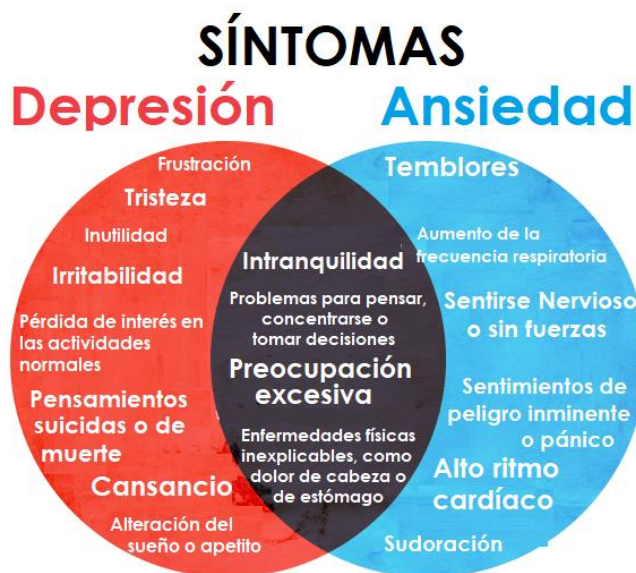 SÍNTOMAS
Depresión
Ansiedad
Frustración
Tristeza
Inutilidad
Irritabilidad
Pérdida de interés en
las actividades
normales
Pensamientos
suicidas o de
muerte
Cansancio
Alteración del
sueño o apetito
Intranquilidad
Problemas para pensar,
concentrarse o
tomar decisiones
Preocupación
excesiva
Enfermedades físicas
inexplicables, como
dolor de cabeza o
de estómago
Temblores
Aumento de la
frecuencia respiratoria
Sentirse Nervioso
o sin fuerzas
Sentimientos de
peligro inminente
o pánico
Alto ritmo
cardíaco
Sudoración